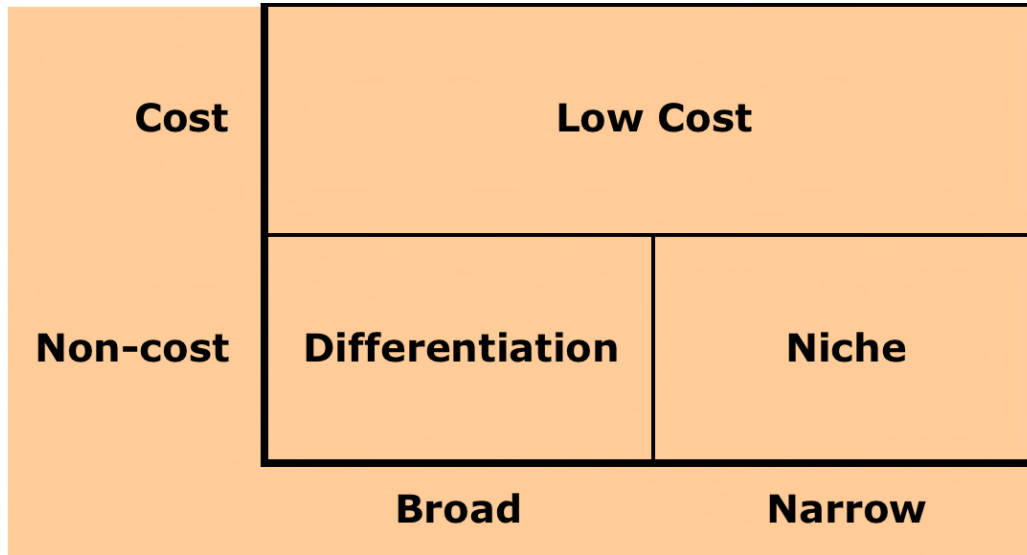 Cost
Low Cost
Non-cost
Differentiation
Niche
Broad
Narrow